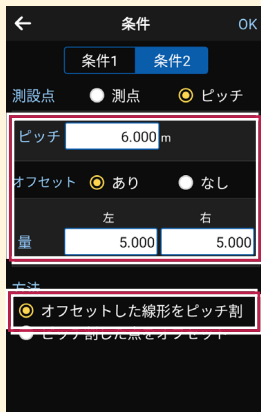 条件
OK
条件1 条件2
測設点 測点 ピッチ
ピッチ 6.000 m
オフセット あり なし
左 右
量 5.000 5.000
方法
オフセットした線形をピッチ割
ピッチ割した点をオフセット